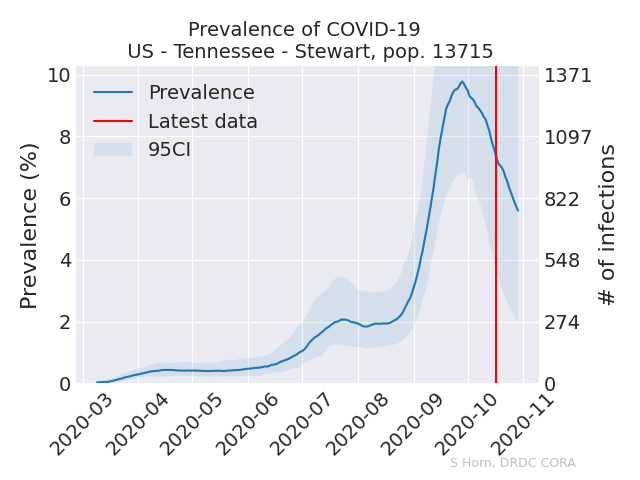 Prevalence of COVID-19
US - Tennessee - Stewart, pop. 13715
Prevalence
Latest data
95CI
Prevalence (%)
10
8
6
4
2
0
1371
1097
822
548
274
0
# of infections
2020-03
2020-04
2020-05
2020-06
2020-07
2020-08
2020-09
2020-10
2020-11
S Horn, DRDC CORA